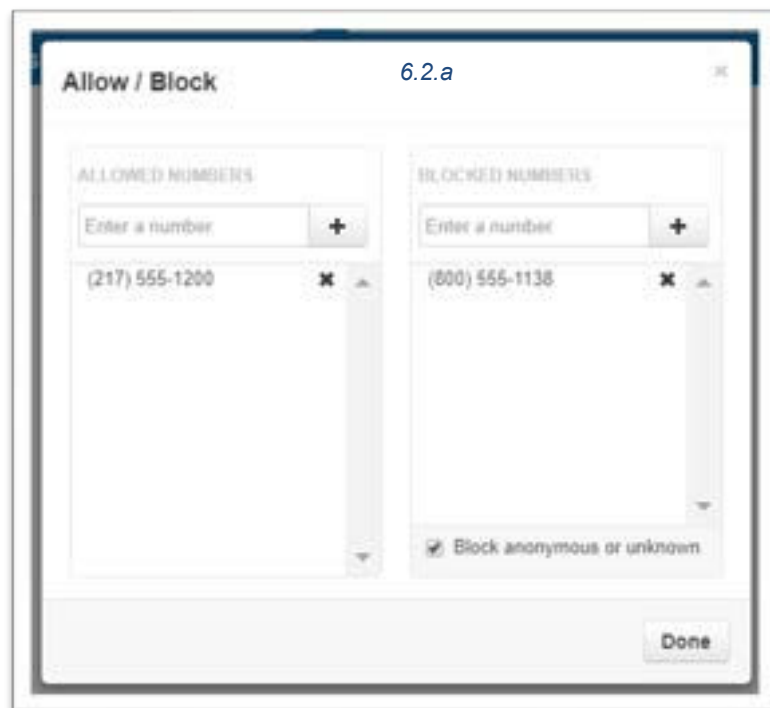 Allow / Block
6.2.a
ALLOWED NUMBERS
Enter a number
(217) 555-1200
BLOCKED NUMBERS
Enter a number
(800) 555-1138
Block anonymous or unknown
Done